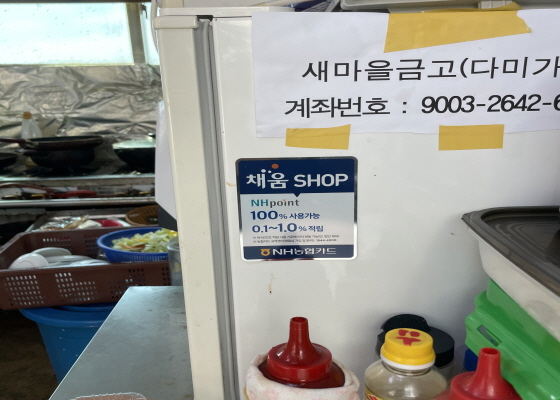 새마을금고(다미가
계좌번호 : 9003-2642-6
채움 SHOP
NHpoint
100% 사용가능
0.1~1.0% 적립
NH농협카드